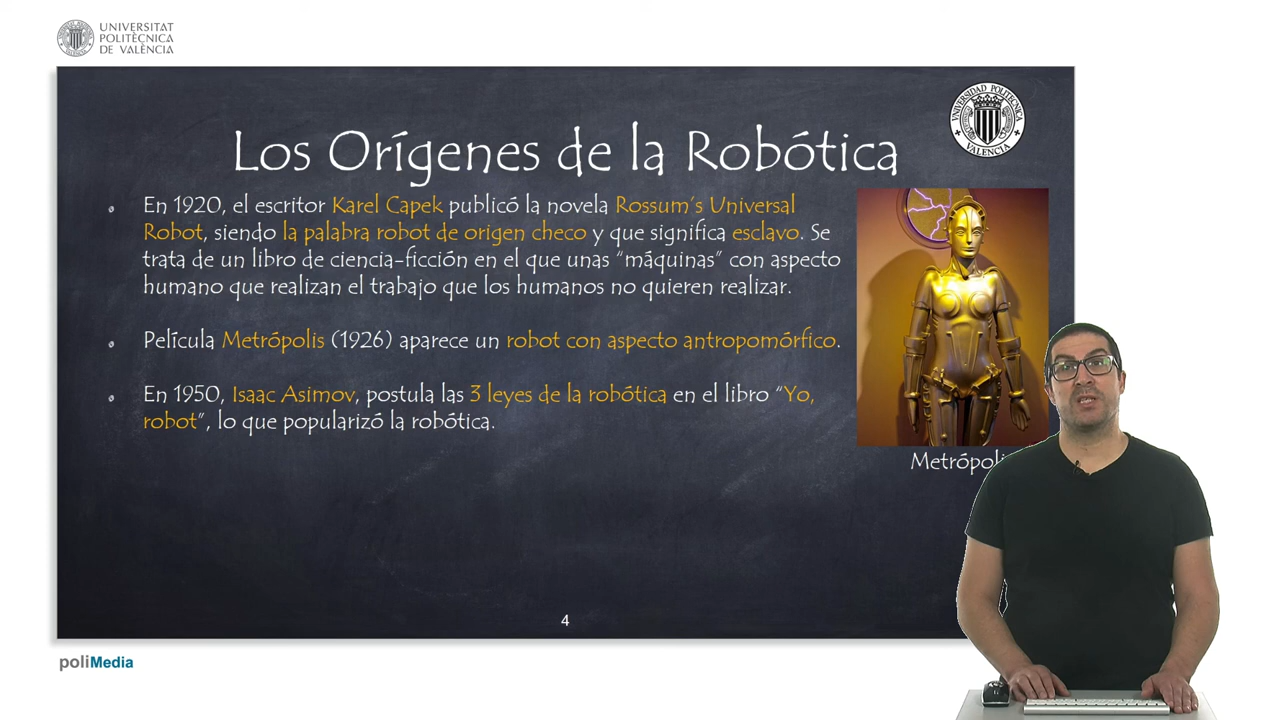 UNIVERSITAT
POLITÈCNICA
DE VALÈNCIA
UNIVERSIDAD POLITECNICA
VALENCIA
Los Orígenes de la Robótica
En 1920, el escritor Karel Capek publicó la novela Rossum's Universal
Robot, siendo la palabra robot de origen checo y que significa esclavo. Se
trata de un libro de ciencia-ficción en el que unas "máquinas" con aspecto
humano que realizan el trabajo que los humanos no quieren realizar.
Película Metrópolis (1926) aparece un robot con aspecto antropomórfico.
En 1950, Isaac Asimov, postula las 3 leyes de la robótica en el libro "Yo,
robot", lo que popularizó la robótica.
4
poliMedia